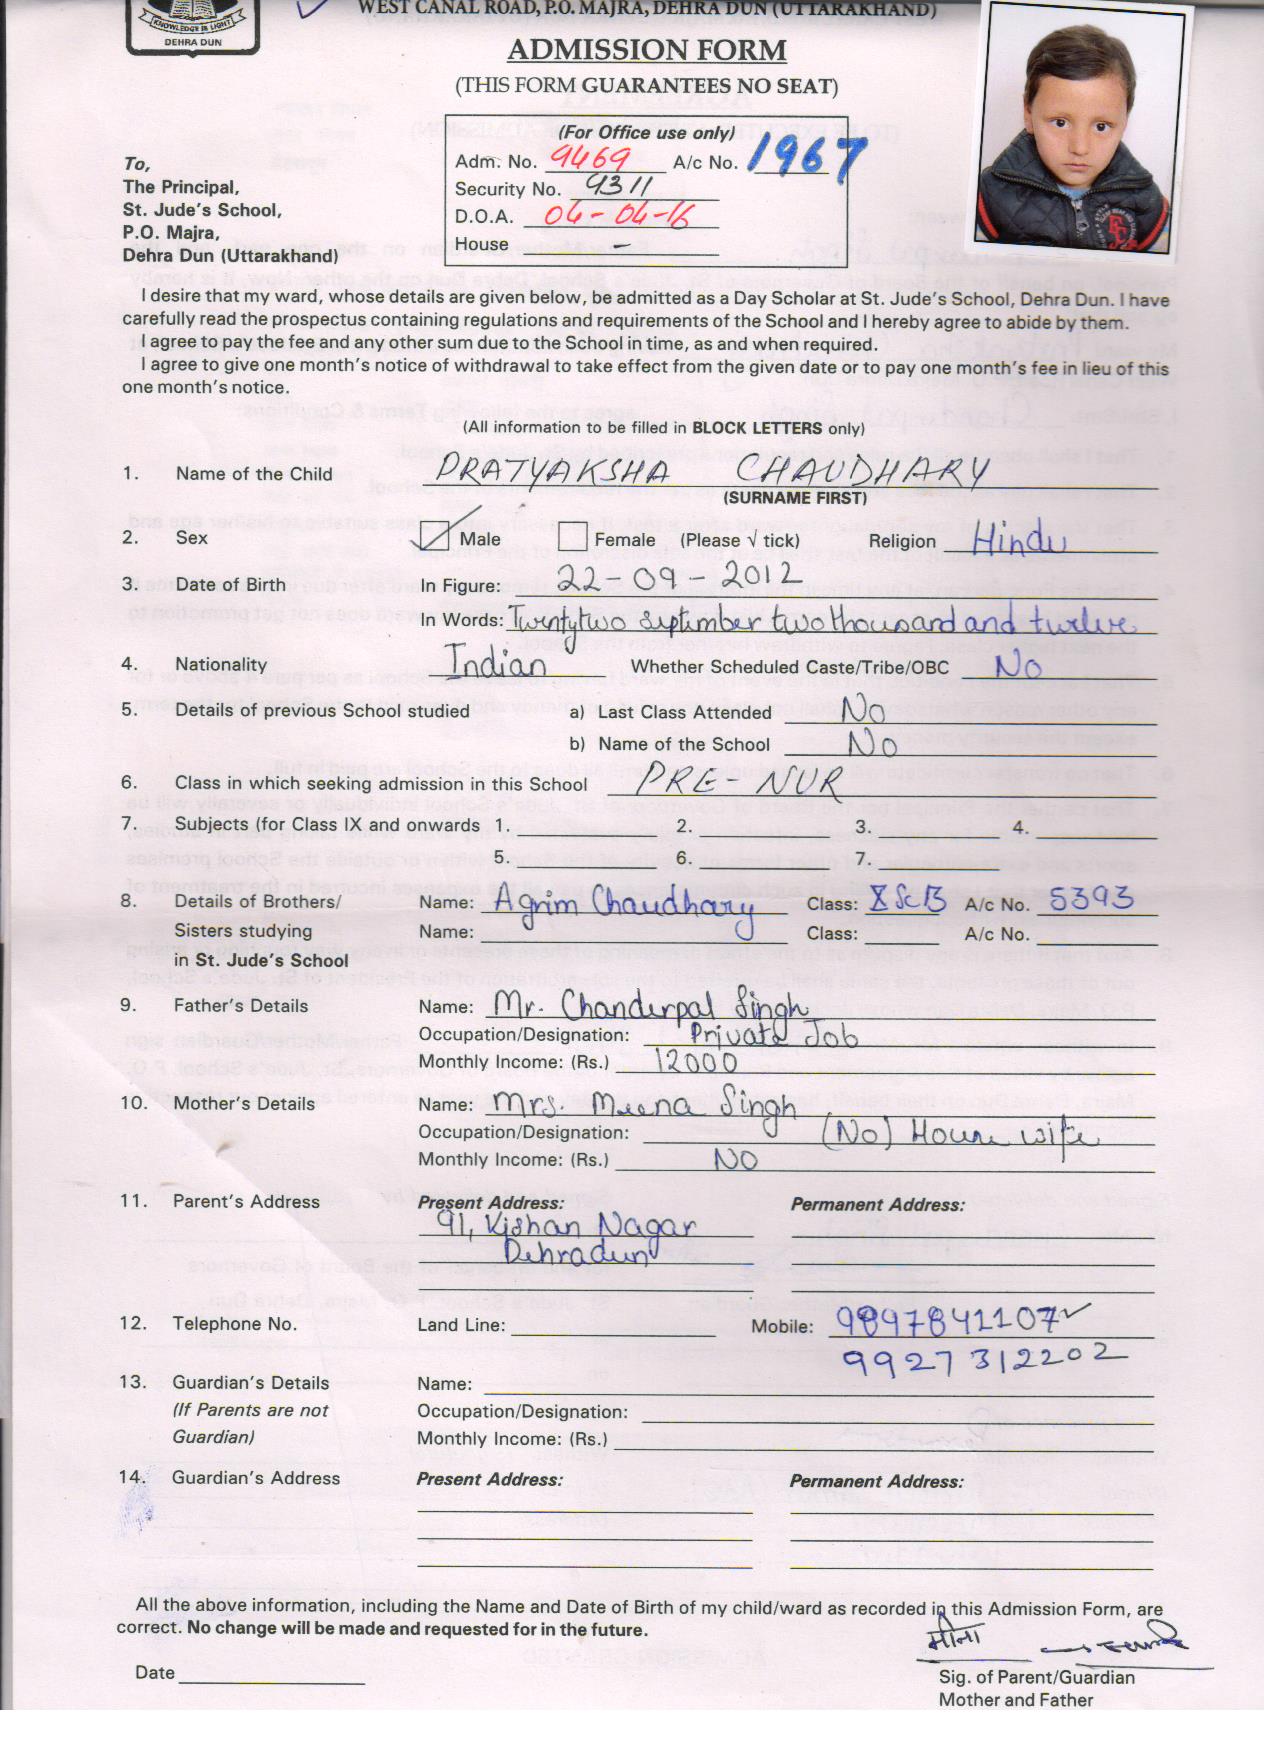 KNOWLEDGE IS LIGHT
DEHRA DUN
WEST CANAL ROAD, P.O. MAJRA, DEHRA DUN (UTTARAKHAND)
ADMISSION FORM
(THIS FORM GUARANTEES NO SEAT)
(For Office use only)
Adm. No. 9469 A/c No. 1967
Security No. 9311
D.O.A. 04-04-16
House -
To,
The Principal,
St. Jude's School,
P.O. Majra,
Dehra Dun (Uttarakhand)
I desire that my ward, whose details are given below, be admitted as a Day Scholar at St. Jude's School, Dehra Dun. I have
carefully read the prospectus containing regulations and requirements of the School and I hereby agree to abide by them.
I agree to pay the fee and any other sum due to the School in time, as and when required.
I agree to give one month's notice of withdrawal to take effect from the given date or to pay one month's fee in lieu of this
one month's notice.
(All information to be filled in BLOCK LETTERS only)
1. Name of the Child PRATYAKSHA CHAUDHARY
(SURNAME FIRST)
2. Sex Male Female (Please √ tick) Religion Hindu
3. Date of Birth In Figure: 22-09-2012
In Words: Twentytwo september two thousand and twelve
4. Nationality Indian Whether Scheduled Caste/Tribe/OBC No
5. Details of previous School studied a) Last Class Attended No
b) Name of the School No
6. Class in which seeking admission in this School PRE-NUR
7. Subjects (for Class IX and onwards 1. 2. 3. 4.
5. 6. 7.
8. Details of Brothers/ Name: Agrim Chaudhary Class: X ScB A/c No. 5393
Sisters studying Name: Class: A/c No.
in St. Jude's School
9. Father's Details Name: Mr. Chanderpal Singh
Occupation/Designation: Private Job
Monthly Income: (Rs.) 12000
10. Mother's Details Name: Mrs. Meena Singh
Occupation/Designation: (No) House wife
Monthly Income: (Rs.) NO
11. Parent's Address Present Address: Permanent Address:
91, Kishan Nagar
Dehradun
12. Telephone No. Land Line: Mobile: 9897841107
9927312202
13. Guardian's Details Name:
(If Parents are not Occupation/Designation:
Guardian) Monthly Income: (Rs.)
14. Guardian's Address Present Address: Permanent Address:
All the above information, including the Name and Date of Birth of my child/ward as recorded in this Admission Form, are
correct. No change will be made and requested for in the future.
मीना
Date
Sig. of Parent/Guardian
Mother and Father